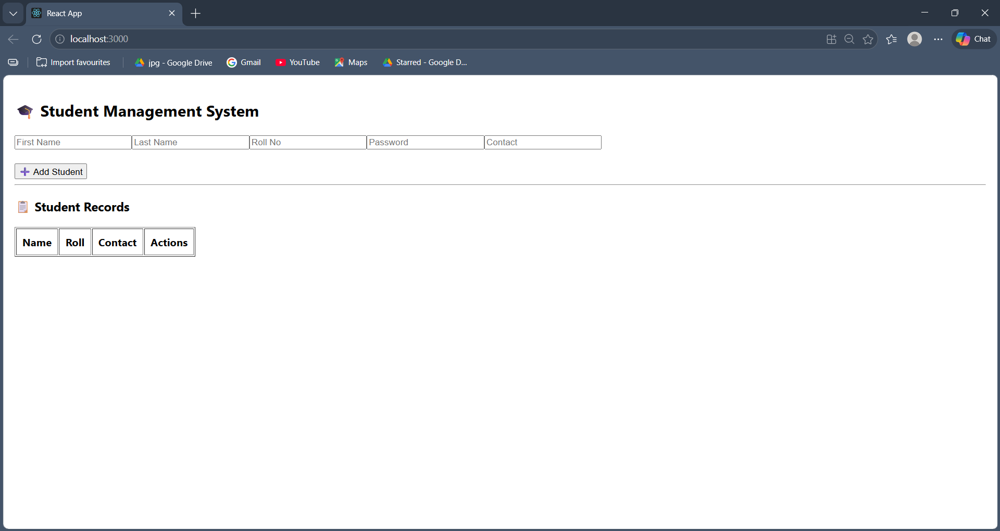 React App
localhost:3000
Chat
Import favourites
jpg - Google Drive
Gmail
YouTube
Maps
Starred - Google D...
🎓 Student Management System
First Name
Last Name
Roll No
Password
Contact
➕ Add Student
📋 Student Records
Name Roll Contact Actions